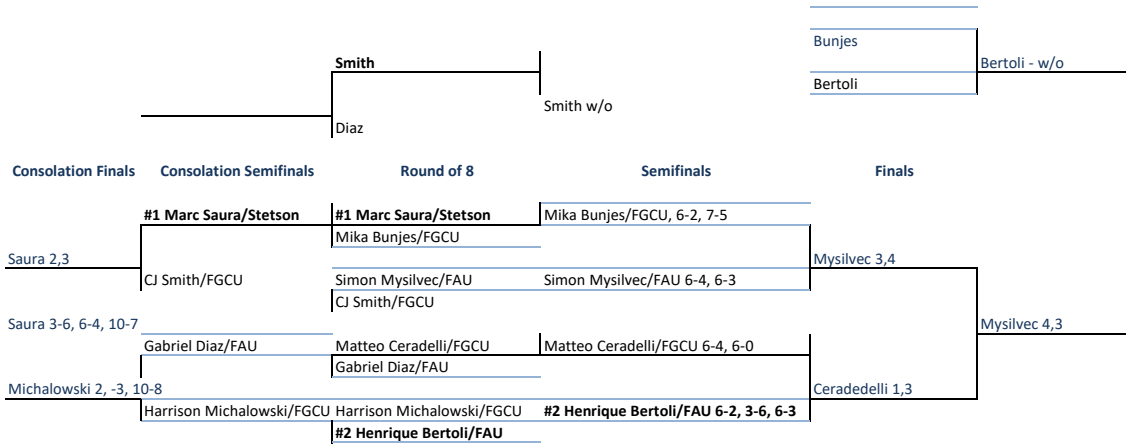 Bunjes
Smith
Bertoli - w/o
Bertoli
Smith w/o
Diaz
Consolation Finals Consolation Semifinals Round of 8 Semifinals Finals
#1 Marc Saura/Stetson #1 Marc Saura/Stetson Mika Bunjes/FGCU, 6-2, 7-5
Mika Bunjes/FGCU
Saura 2,3 Mysilvec 3,4
CJ Smith/FGCU Simon Mysilvec/FAU Simon Mysilvec/FAU 6-4, 6-3
CJ Smith/FGCU
Saura 3-6, 6-4, 10-7 Mysilvec 4,3
Gabriel Diaz/FAU Matteo Ceradelli/FGCU Matteo Ceradelli/FGCU 6-4, 6-0
Gabriel Diaz/FAU
Michalowski 2, -3, 10-8 Ceradedelli 1,3
Harrison Michalowski/FGCU Harrison Michalowski/FGCU #2 Henrique Bertoli/FAU 6-2, 3-6, 6-3
#2 Henrique Bertoli/FAU